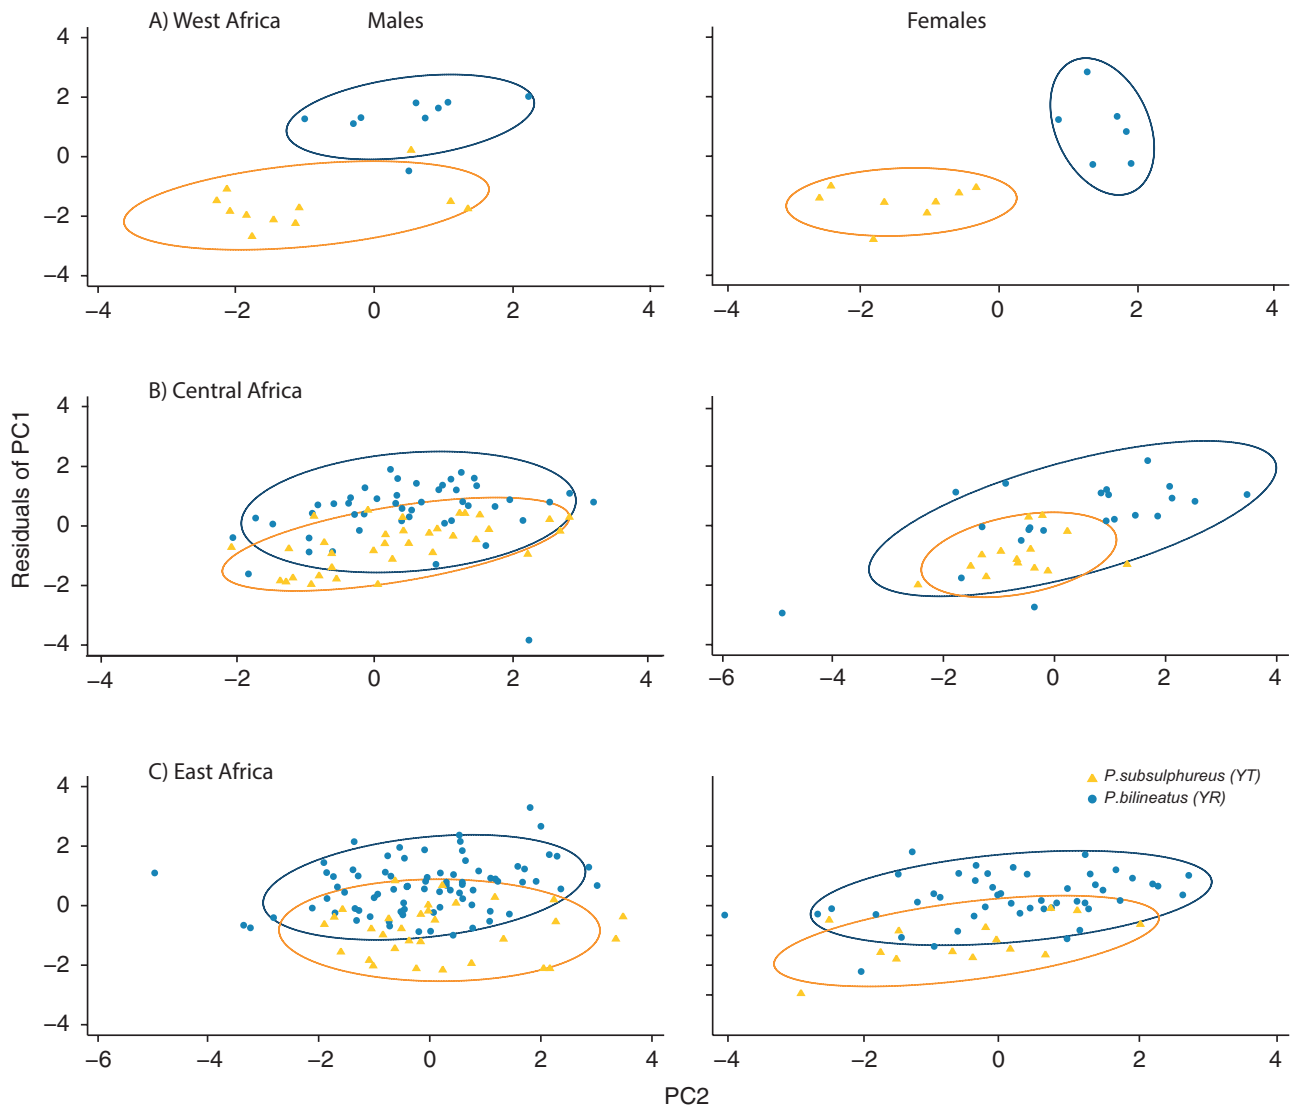 A) West Africa Males Females
4
2
0
−2
−4
−4 −2 0 2 4 −4 −2 0 2 4
B) Central Africa
Residuals of PC1
4
2
0
−2
−4
−4 −2 0 2 4 −6 −4 −2 0 2 4
C) East Africa
P.subsulphureus (YT)
P.bilineatus (YR)
4
2
0
−2
−4
−6 −4 −2 0 2 4 −4 −2 0 2 4
PC2